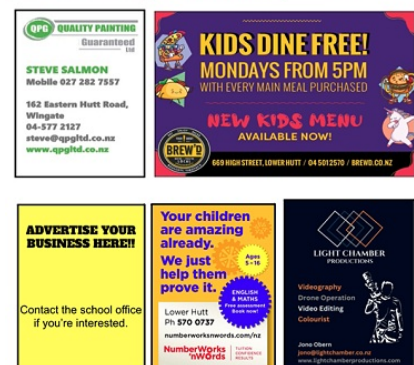 QPG QUALITY PAINTING
Guaranteed
Ltd
STEVE SALMON
Mobile 027 282 7557
162 Eastern Hutt Road,
Wingate
04-577 2127
steve@qpgltd.co.nz
www.qpgltd.co.nz
KIDS DINE FREE!
MONDAYS FROM 5PM
WITH EVERY MAIN MEAL PURCHASED
NEW KIDS MENU
AVAILABLE NOW!
BREW'D
669 HIGH STREET, LOWER HUTT / 04 5012570 / BREWD.CO.NZ
ADVERTISE YOUR
BUSINESS HERE!!
Contact the school office
if you're interested.
Your children
are amazing
already.
We just
help them
prove it.
Ages
5-16
ENGLISH
& MATHS
Free assessment
Book now!
Lower Hutt
Ph 570 0737
numberworksnwords.com/nz
NumberWorks
'nWords
TUITION
CONFIDENCE
RESULTS
LIGHT CHAMBER
PRODUCTIONS
Videography
Drone Operation
Video Editing
Colourist
Jono Obern
jono@lightchamber.co.nz
www.lightchamberproductions.com